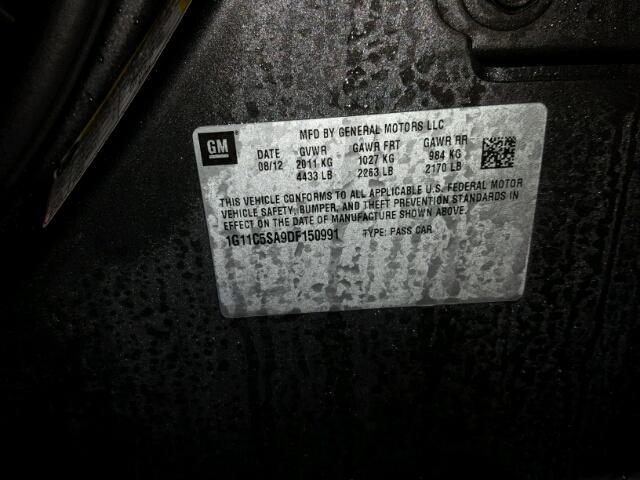 GM
MFD BY GENERAL MOTORS LLC
DATE GVWR GAWR FRT GAWR RR
08/12 2011 KG 1027 KG 984 KG
4433 LB 2263 LB 2170 LB
THIS VEHICLE CONFORMS TO ALL APPLICABLE U.S. FEDERAL MOTOR
VEHICLE SAFETY, BUMPER, AND THEFT PREVENTION STANDARDS IN
EFFECT ON THE DATE OF MANUFACTURE SHOWN ABOVE.
1G11C5SA9DF150991 TYPE: PASS CAR